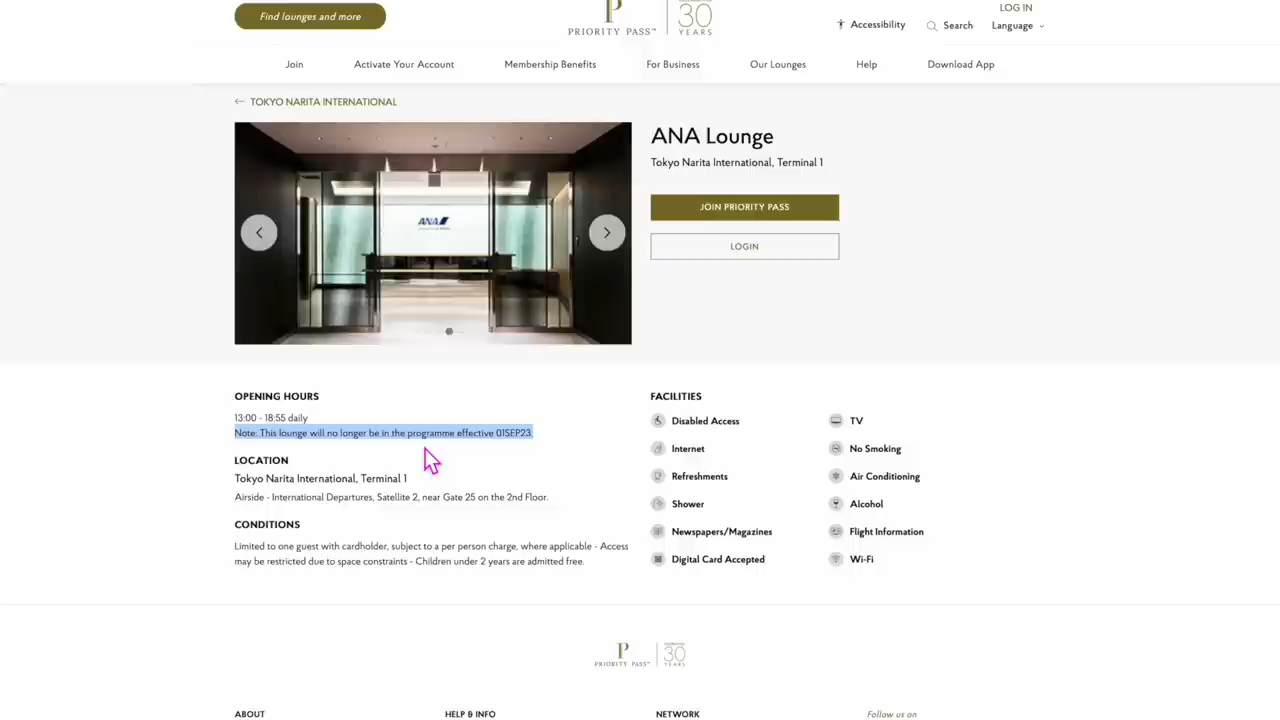 Find lounges and more
P
PRIORITY PASS™
30
YEARS
LOG IN
Accessibility
Search
Language
Join
Activate Your Account
Membership Benefits
For Business
Our Lounges
Help
Download App
TOKYO NARITA INTERNATIONAL
ANA
ANA Lounge
Tokyo Narita International, Terminal 1
JOIN PRIORITY PASS
LOGIN
OPENING HOURS
13:00 - 18:55 daily
Note: This lounge will no longer be in the programme effective 01SEP23.
LOCATION
Tokyo Narita International, Terminal 1
Airside - International Departures, Satellite 2, near Gate 25 on the 2nd Floor.
CONDITIONS
Limited to one guest with cardholder, subject to a per person charge, where applicable - Access
may be restricted due to space constraints - Children under 2 years are admitted free.
FACILITIES
Disabled Access
TV
Internet
No Smoking
Refreshments
Air Conditioning
Shower
Alcohol
Newspapers/Magazines
Flight Information
Digital Card Accepted
Wi-Fi
P
PRIORITY PASS™
30
YEARS
ABOUT
HELP & INFO
NETWORK
Follow us on